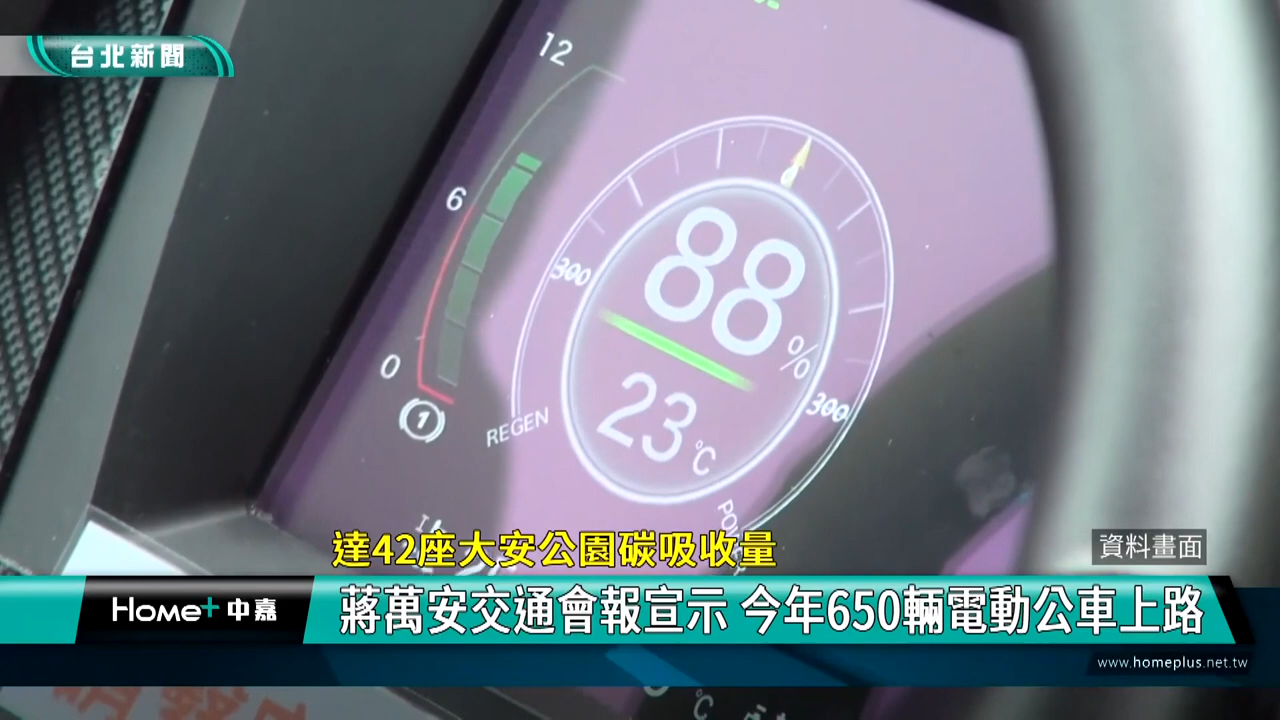 台北新聞
12
6
0
1
300
88%
23℃
300
REGEN
達42座大安公園碳吸收量
資料畫面
Home+中嘉
蔣萬安交通會報宣示 今年650輛電動公車上路
www.homeplus.net.tw
℃